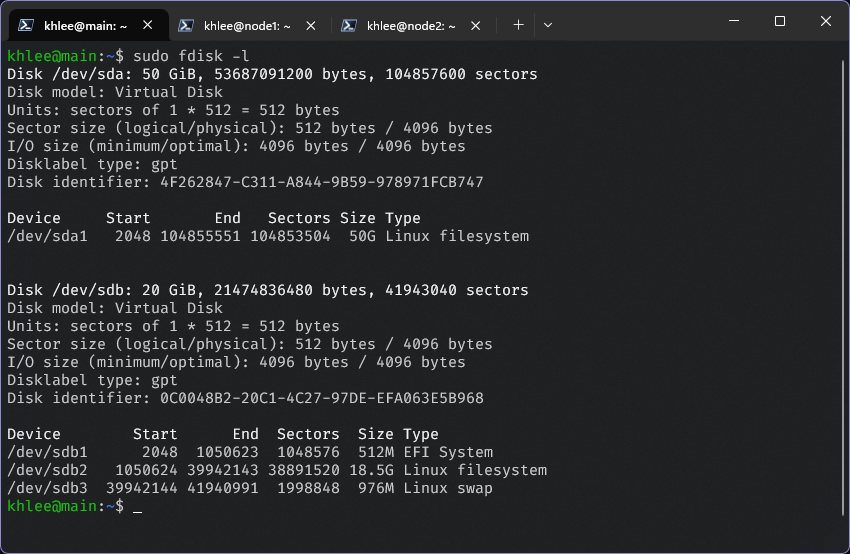 khlee@main: ~ khlee@node1: ~ khlee@node2: ~
khlee@main:~$ sudo fdisk -l
Disk /dev/sda: 50 GiB, 53687091200 bytes, 104857600 sectors
Disk model: Virtual Disk
Units: sectors of 1 * 512 = 512 bytes
Sector size (logical/physical): 512 bytes / 4096 bytes
I/O size (minimum/optimal): 4096 bytes / 4096 bytes
Disklabel type: gpt
Disk identifier: 4F262847-C311-A844-9B59-978971FCB747
Device     Start       End   Sectors Size Type
/dev/sda1   2048 104855551 104853504  50G Linux filesystem
Disk /dev/sdb: 20 GiB, 21474836480 bytes, 41943040 sectors
Disk model: Virtual Disk
Units: sectors of 1 * 512 = 512 bytes
Sector size (logical/physical): 512 bytes / 4096 bytes
I/O size (minimum/optimal): 4096 bytes / 4096 bytes
Disklabel type: gpt
Disk identifier: 0C0048B2-20C1-4C27-97DE-EFA063E5B968
Device        Start      End  Sectors  Size Type
/dev/sdb1      2048  1050623  1048576  512M EFI System
/dev/sdb2   1050624 39942143 38891520 18.5G Linux filesystem
/dev/sdb3  39942144 41940991  1998848  976M Linux swap
khlee@main:~$ _